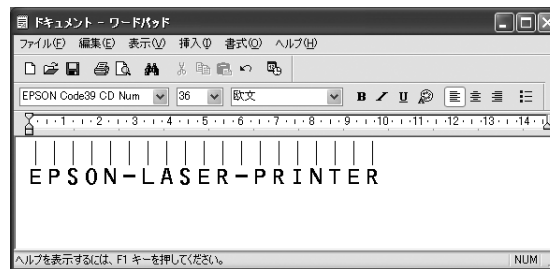 ドキュメント - ワードパッド
ファイル(F) 編集(E) 表示(V) 挿入(I) 書式(O) ヘルプ(H)
EPSON Code39 CD Num 36 欧文 B I U
1 2 3 4 5 6 7 8 9 10 11 12 13 14
EPSON-LASER-PRINTER
ヘルプを表示するには、F1 キーを押してください。 NUM